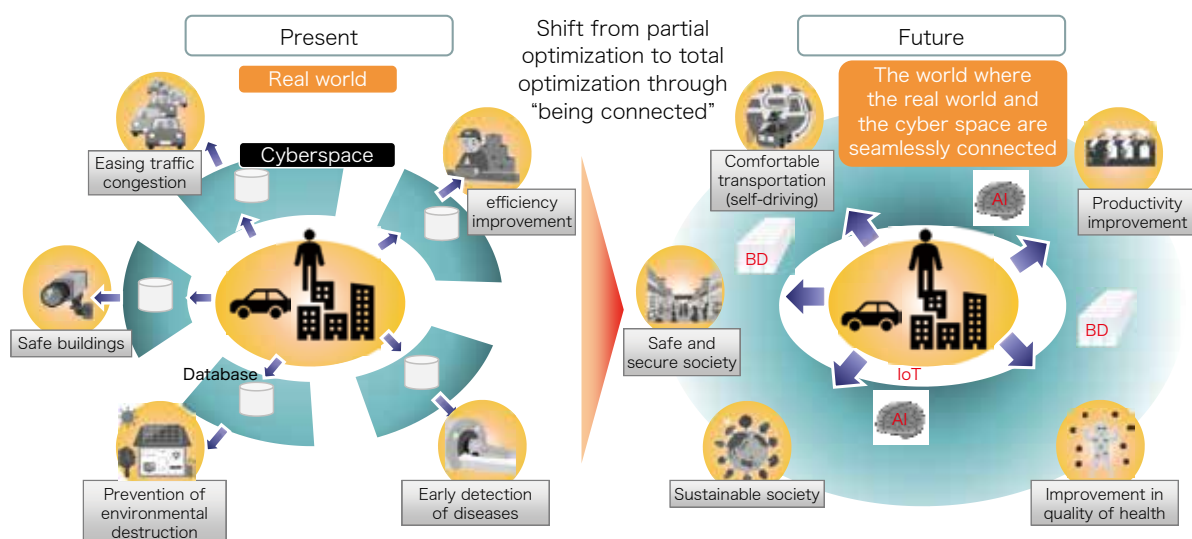 Present
Real world
Cyberspace
Easing traffic
congestion
efficiency
improvement
Safe buildings
Database
Prevention of
environmental
destruction
Early detection
of diseases
Shift from partial
optimization to total
optimization through
“being connected”
Future
The world where
the real world and
the cyber space are
seamlessly connected
Comfortable
transportation
(self-driving)
AI
Productivity
improvement
BD
BD
Safe and
secure society
IoT
AI
Sustainable society
Improvement in
quality of health